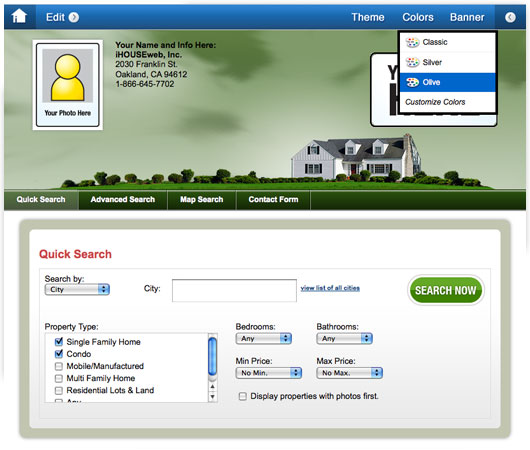 Edit
Theme
Colors
Banner
Classic
Silver
Olive
Customize Colors
Your Name and Info Here:
iHOUSEweb, Inc.
2030 Franklin St.
Oakland, CA 94612
1-866-645-7702
Your Photo Here
Quick Search
Advanced Search
Map Search
Contact Form
Quick Search
Search by:
City
City:
view list of all cities
SEARCH NOW
Property Type:
Single Family Home
Condo
Mobile/Manufactured
Multi Family Home
Residential Lots & Land
Any
Bedrooms:
Any
Bathrooms:
Any
Min Price:
No Min.
Max Price:
No Max.
Display properties with photos first.